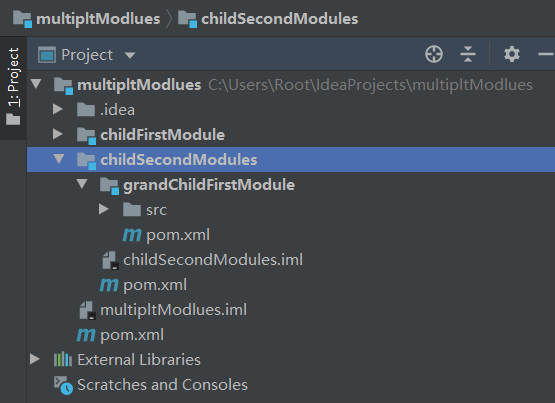 multipltModlues childSecondModules
1: Project
Project
multipltModlues C:\Users\Root\IdeaProjects\multipltModlues
.idea
childFirstModule
childSecondModules
grandChildFirstModule
src
pom.xml
childSecondModules.iml
pom.xml
multipltModlues.iml
pom.xml
External Libraries
Scratches and Consoles